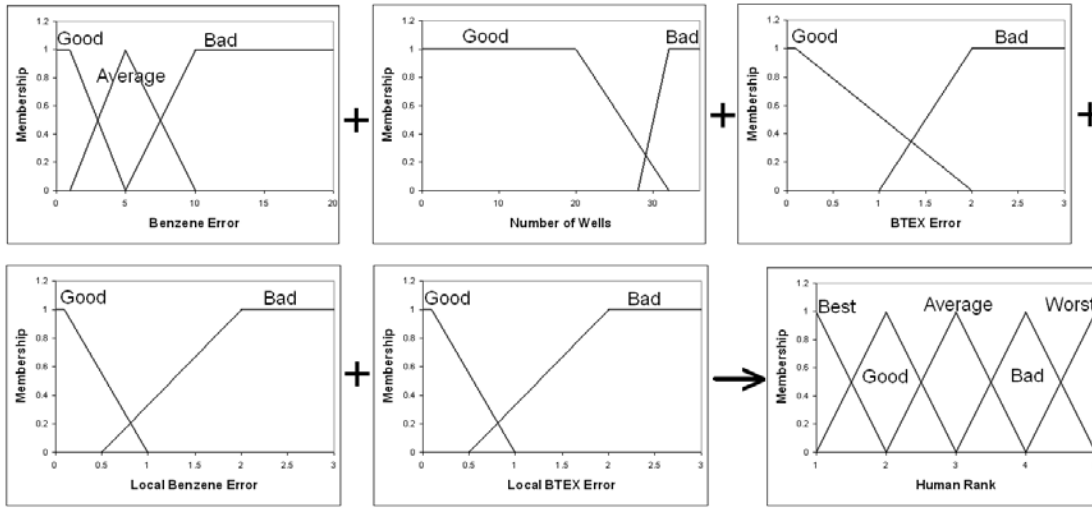 1.2
Good
Bad
1
Average
0.8
0.6
0.4
0.2
0
Membership
0 5 10 15 20
Benzene Error
+
1.2
Good
Bad
1
0.8
0.6
0.4
0.2
0
Membership
0 10 20 30
Number of Wells
+
1.2
Good
Bad
1
0.8
0.6
0.4
0.2
0
Membership
0 0.5 1 1.5 2 2.5 3
BTEX Error
+
1.2
Good
Bad
1
0.8
0.6
0.4
0.2
0
Membership
0 0.5 1 1.5 2 2.5 3
Local Benzene Error
+
1.2
Good
Bad
1
0.8
0.6
0.4
0.2
0
Membership
0 0.5 1 1.5 2 2.5 3
Local BTEX Error
1.2
Best
Average
Worst
1
0.8
0.6
Good
Bad
0.4
0.2
0
Membership
1 2 3 4
Human Rank